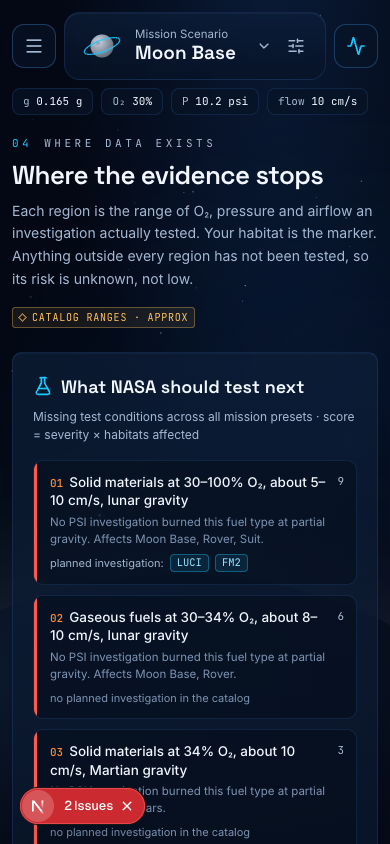 Mission Scenario
Moon Base
g 0.165 g
O₂ 30%
P 10.2 psi
flow 10 cm/s
04 WHERE DATA EXISTS
Where the evidence stops
Each region is the range of O₂, pressure and airflow an
investigation actually tested. Your habitat is the marker.
Anything outside every region has not been tested, so
its risk is unknown, not low.
CATALOG RANGES · APPROX
What NASA should test next
Missing test conditions across all mission presets · score
= severity × habitats affected
01 Solid materials at 30–100% O₂, about 5– 9
10 cm/s, lunar gravity
No PSI investigation burned this fuel type at partial
gravity. Affects Moon Base, Rover, Suit.
planned investigation: LUCI FM2
02 Gaseous fuels at 30–34% O₂, about 8– 6
10 cm/s, lunar gravity
No PSI investigation burned this fuel type at partial
gravity. Affects Moon Base, Rover.
no planned investigation in the catalog
03 Solid materials at 34% O₂, about 10 3
cm/s, Martian gravity
burned this fuel type at partial
N 2 Issues
no planned investigation in the catalog